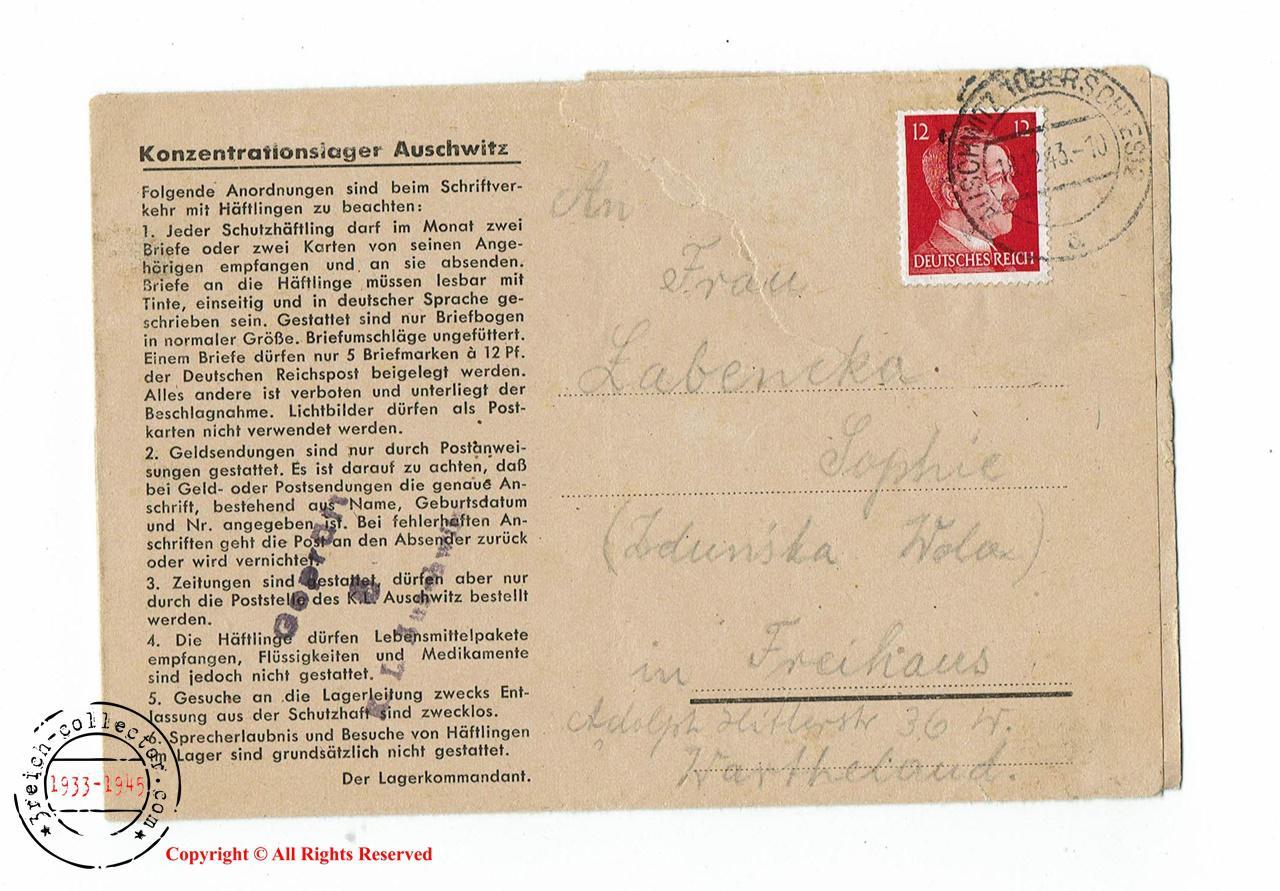 Konzentrationslager Auschwitz
Folgende Anordnungen sind beim Schriftver-
kehr mit Häftlingen zu beachten:
1. Jeder Schutzhäftling darf im Monat zwei
Briefe oder zwei Karten von seinen Ange-
hörigen empfangen und an sie absenden.
Briefe an die Häftlinge müssen lesbar mit
Tinte, einseitig und in deutscher Sprache ge-
schrieben sein. Gestattet sind nur Briefbogen
in normaler Größe. Briefumschläge ungefüttert.
Einem Briefe dürfen nur 5 Briefmarken à 12 Pf.
der Deutschen Reichspost beigelegt werden.
Alles andere ist verboten und unterliegt der
Beschlagnahme. Lichtbilder dürfen als Post-
karten nicht verwendet werden.
2. Geldsendungen sind nur durch Postanwei-
sungen gestattet. Es ist darauf zu achten, daß
bei Geld- oder Postsendungen die genaue An-
schrift, bestehend aus Name, Geburtsdatum
und Nr. angegeben ist. Bei fehlerhaften An-
schriften geht die Post an den Absender zurück
oder wird vernichtet.
3. Zeitungen sind gestattet, dürfen aber nur
durch die Poststelle des K.L. Auschwitz bestellt
werden.
4. Die Häftlinge dürfen Lebensmittelpakete
empfangen, Flüssigkeiten und Medikamente
sind jedoch nicht gestattet.
5. Gesuche an die Lagerleitung zwecks Ent-
lassung aus der Schutzhaft sind zwecklos.
Sprecherlaubnis und Besuche von Häftlingen
Lager sind grundsätzlich nicht gestattet.
Der Lagerkommandant.
An
Frau
Zabencka
Sophie
(Zduńska Wola)
in Freihaus
Adolph Hitlerstr 36 W.
Wartheland.
12 12
DEUTSCHES REICH
AUSCHWITZ (OBERSCHLES)
43.-10
a
K L Auschwitz
3reich-collector.com
1933-1945
Copyright © All Rights Reserved